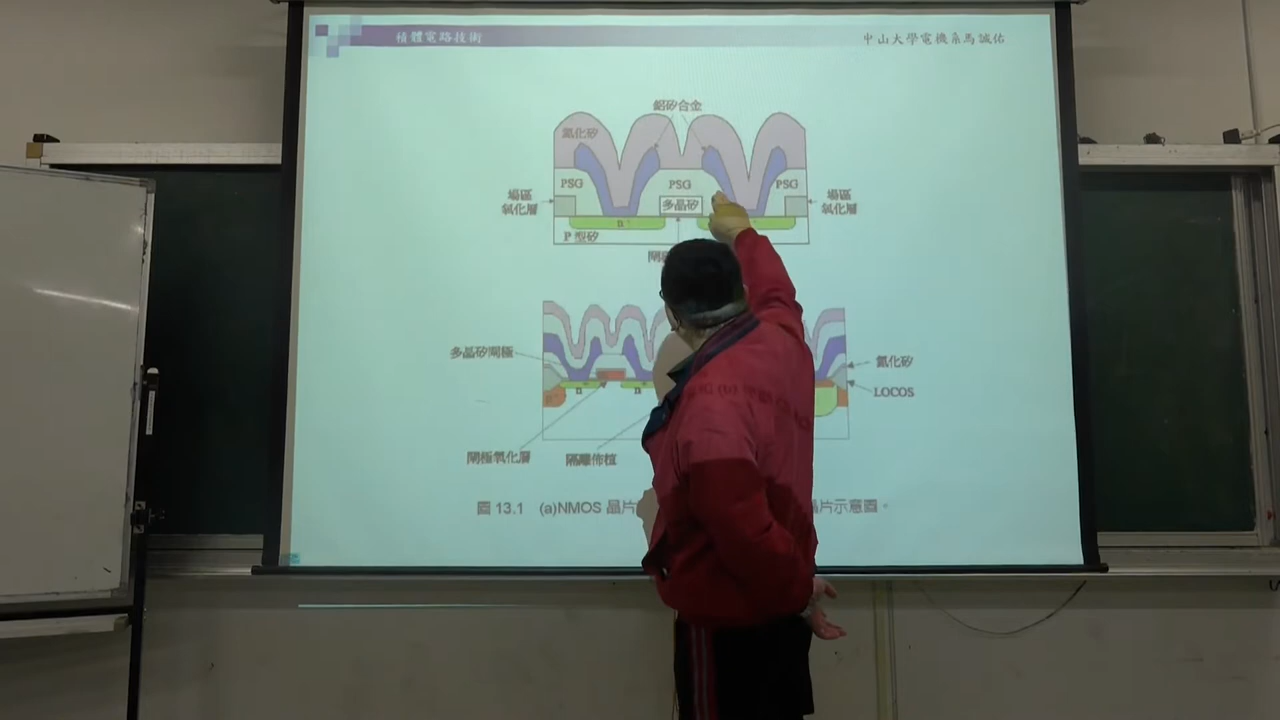 積體電路技術
中山大學電機系馬誠佑
鋁矽合金
氮化矽
PSG
PSG
PSG
場區
氧化層
多晶矽
場區
氧化層
n⁺
P 型矽
閘
多晶矽閘極
氮化矽
n
n
LOCOS
閘極氧化層
隔離佈植
圖 13.1 (a)NMOS 晶片
晶片示意圖。